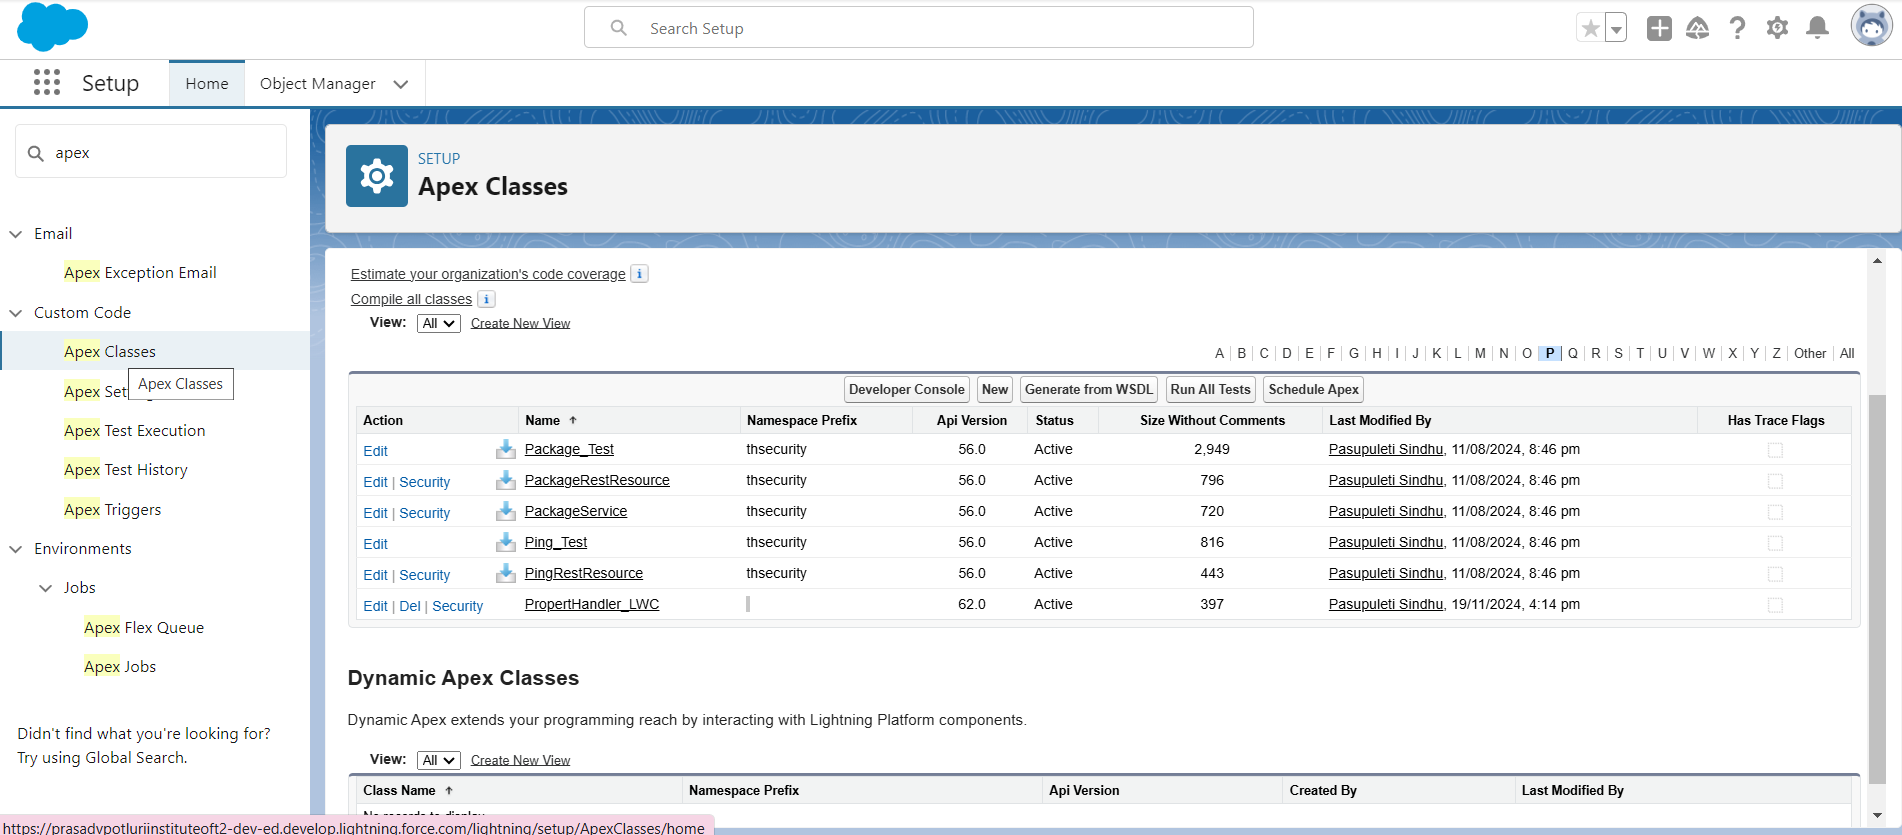 Search Setup
Setup
Home
Object Manager
apex
Email
Apex Exception Email
Custom Code
Apex Classes
Apex Classes
Apex Set
Apex Test Execution
Apex Test History
Apex Triggers
Environments
Jobs
Apex Flex Queue
Apex Jobs
Didn't find what you're looking for?
Try using Global Search.
SETUP
Apex Classes
Estimate your organization's code coverage i
Compile all classes i
View: All Create New View
A B C D E F G H I J K L M N O P Q R S T U V W X Y Z Other All
Developer Console New Generate from WSDL Run All Tests Schedule Apex
Action Name ↑ Namespace Prefix Api Version Status Size Without Comments Last Modified By Has Trace Flags
Edit Package_Test thsecurity 56.0 Active 2,949 Pasupuleti Sindhu, 11/08/2024, 8:46 pm
Edit | Security PackageRestResource thsecurity 56.0 Active 796 Pasupuleti Sindhu, 11/08/2024, 8:46 pm
Edit | Security PackageService thsecurity 56.0 Active 720 Pasupuleti Sindhu, 11/08/2024, 8:46 pm
Edit Ping_Test thsecurity 56.0 Active 816 Pasupuleti Sindhu, 11/08/2024, 8:46 pm
Edit | Security PingRestResource thsecurity 56.0 Active 443 Pasupuleti Sindhu, 11/08/2024, 8:46 pm
Edit | Del | Security PropertHandler_LWC 62.0 Active 397 Pasupuleti Sindhu, 19/11/2024, 4:14 pm
Dynamic Apex Classes
Dynamic Apex extends your programming reach by interacting with Lightning Platform components.
View: All Create New View
Class Name ↑ Namespace Prefix Api Version Created By Last Modified By
No records to display
https://prasadvpotluriinstituteoft2-dev-ed.develop.lightning.force.com/lightning/setup/ApexClasses/home